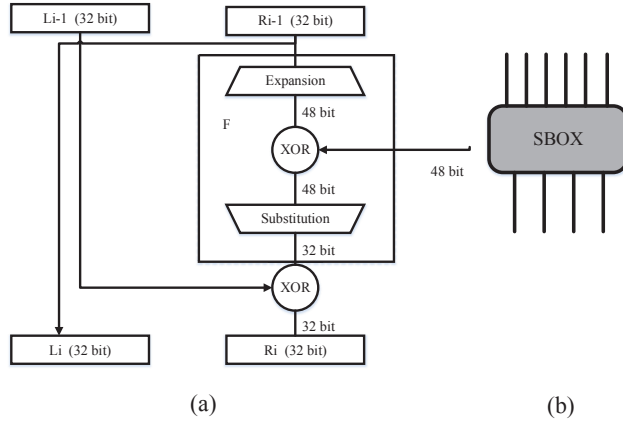 Li-1 (32 bit)
Ri-1 (32 bit)
Expansion
48 bit
F
XOR
48 bit
SBOX
48 bit
Substitution
32 bit
XOR
32 bit
Li (32 bit)
Ri (32 bit)
(a)
(b)